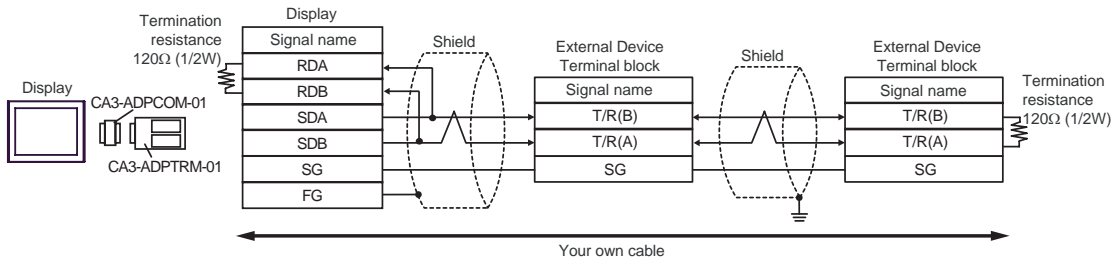 Display
CA3-ADPCOM-01
CA3-ADPTRM-01
Termination
resistance
120Ω (1/2W)
Display
Signal name
RDA
RDB
SDA
SDB
SG
FG
Shield
External Device
Terminal block
Signal name
T/R(B)
T/R(A)
SG
Shield
External Device
Terminal block
Signal name
T/R(B)
T/R(A)
SG
Termination
resistance
120Ω (1/2W)
Your own cable